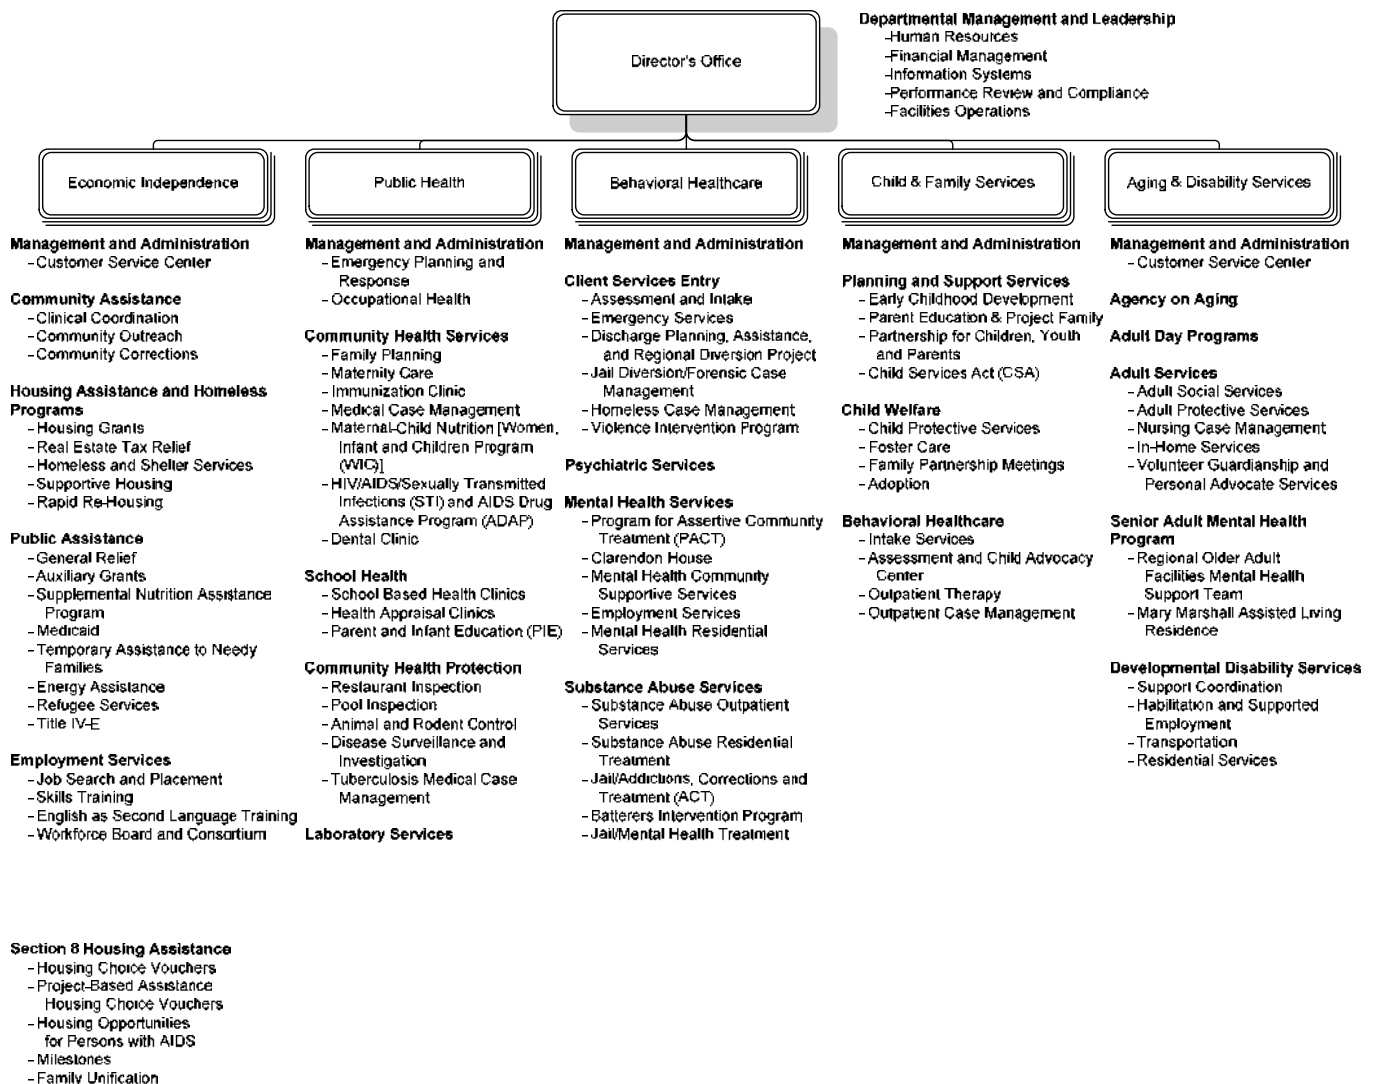 Director's Office
Departmental Management and Leadership
-Human Resources
-Financial Management
-Information Systems
-Performance Review and Compliance
-Facilities Operations
Economic Independence
Management and Administration
-Customer Service Center
Community Assistance
-Clinical Coordination
-Community Outreach
-Community Corrections
Housing Assistance and Homeless
Programs
-Housing Grants
-Real Estate Tax Relief
-Homeless and Shelter Services
-Supportive Housing
-Rapid Re-Housing
Public Assistance
-General Relief
-Auxiliary Grants
-Supplemental Nutrition Assistance
Program
-Medicaid
-Temporary Assistance to Needy
Families
-Energy Assistance
-Refugee Services
-Title IV-E
Employment Services
-Job Search and Placement
-Skills Training
-English as Second Language Training
-Workforce Board and Consortium
Section 8 Housing Assistance
-Housing Choice Vouchers
-Project-Based Assistance
Housing Choice Vouchers
-Housing Opportunities
for Persons with AIDS
-Milestones
-Family Unification
Public Health
Management and Administration
-Emergency Planning and
Response
-Occupational Health
Community Health Services
-Family Planning
-Maternity Care
-Immunization Clinic
-Medical Case Management
-Maternal-Child Nutrition [Women,
Infant and Children Program
(WIC)]
-HIV/AIDS/Sexually Transmitted
Infections (STI) and AIDS Drug
Assistance Program (ADAP)
-Dental Clinic
School Health
-School Based Health Clinics
-Health Appraisal Clinics
-Parent and Infant Education (PIE)
Community Health Protection
-Restaurant Inspection
-Pool Inspection
-Animal and Rodent Control
-Disease Surveillance and
Investigation
-Tuberculosis Medical Case
Management
Laboratory Services
Behavioral Healthcare
Management and Administration
Client Services Entry
-Assessment and Intake
-Emergency Services
-Discharge Planning, Assistance,
and Regional Diversion Project
-Jail Diversion/Forensic Case
Management
-Homeless Case Management
-Violence Intervention Program
Psychiatric Services
Mental Health Services
-Program for Assertive Community
Treatment (PACT)
-Clarendon House
-Mental Health Community
Supportive Services
-Employment Services
-Mental Health Residential
Services
Substance Abuse Services
-Substance Abuse Outpatient
Services
-Substance Abuse Residential
Treatment
-Jail/Addictions, Corrections and
Treatment (ACT)
-Batterers Intervention Program
-Jail/Mental Health Treatment
Child & Family Services
Management and Administration
Planning and Support Services
-Early Childhood Development
-Parent Education & Project Family
-Partnership for Children, Youth
and Parents
-Child Services Act (CSA)
Child Welfare
-Child Protective Services
-Foster Care
-Family Partnership Meetings
-Adoption
Behavioral Healthcare
-Intake Services
-Assessment and Child Advocacy
Center
-Outpatient Therapy
-Outpatient Case Management
Aging & Disability Services
Management and Administration
-Customer Service Center
Agency on Aging
Adult Day Programs
Adult Services
-Adult Social Services
-Adult Protective Services
-Nursing Case Management
-In-Home Services
-Volunteer Guardianship and
Personal Advocate Services
Senior Adult Mental Health
Program
-Regional Older Adult
Facilities Mental Health
Support Team
-Mary Marshall Assisted Living
Residence
Developmental Disability Services
-Support Coordination
-Habilitation and Supported
Employment
-Transportation
-Residential Services